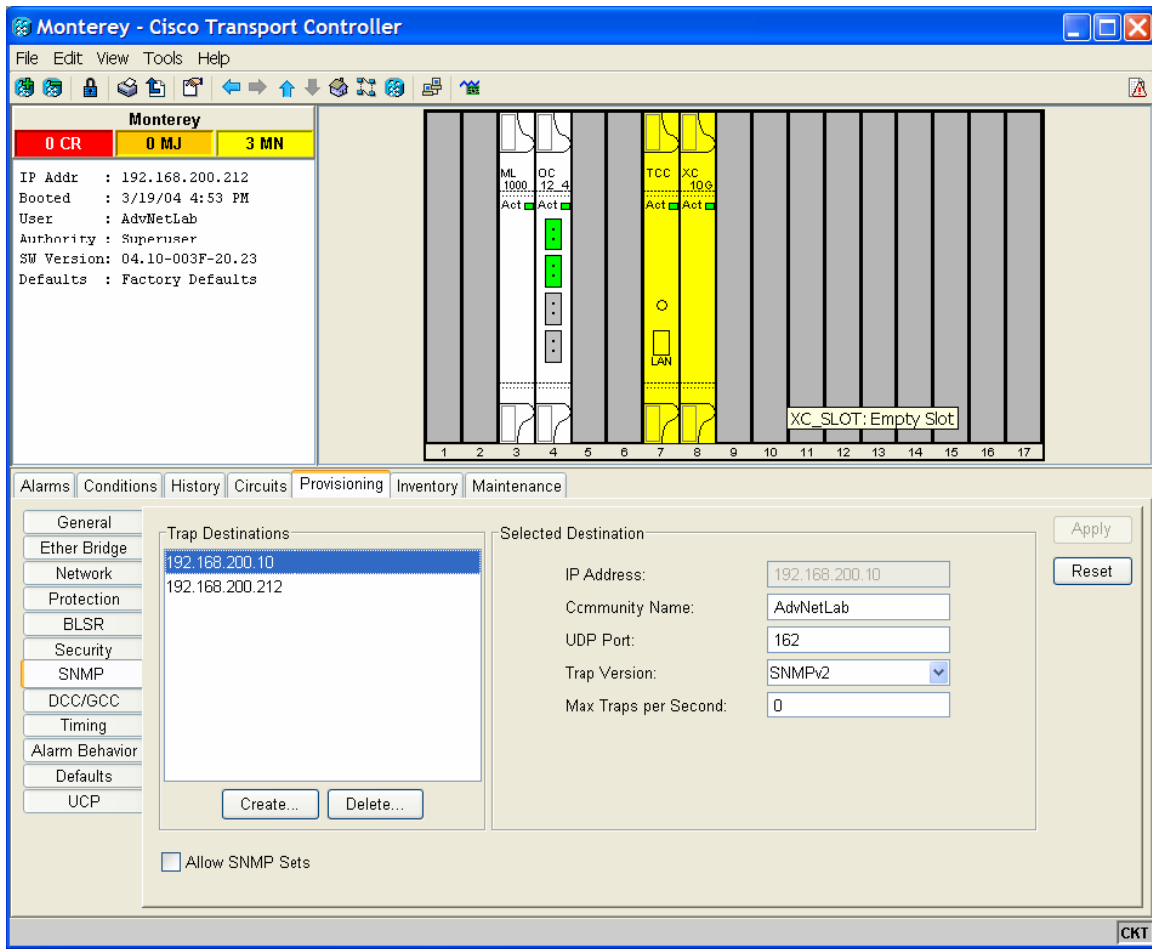 Monterey - Cisco Transport Controller
File Edit View Tools Help
Monterey
0 CR 0 MJ 3 MN
IP Addr : 192.168.200.212
Booted : 3/19/04 4:53 PM
User : AdvNetLab
Authority : Superuser
SW Version: 04.10-003F-20.23
Defaults : Factory Defaults
ML 1000
OC 12_4
TCC
XC 10G
Act Act Act Act
LAN
XC_SLOT: Empty Slot
1 2 3 4 5 6 7 8 9 10 11 12 13 14 15 16 17
Alarms Conditions History Circuits Provisioning Inventory Maintenance
General
Ether Bridge
Network
Protection
BLSR
Security
SNMP
DCC/GCC
Timing
Alarm Behavior
Defaults
UCP
Trap Destinations
192.168.200.10
192.168.200.212
Create... Delete...
Allow SNMP Sets
Selected Destination
IP Address: 192.168.200.10
Community Name: AdvNetLab
UDP Port: 162
Trap Version: SNMPv2
Max Traps per Second: 0
Apply
Reset
CKT